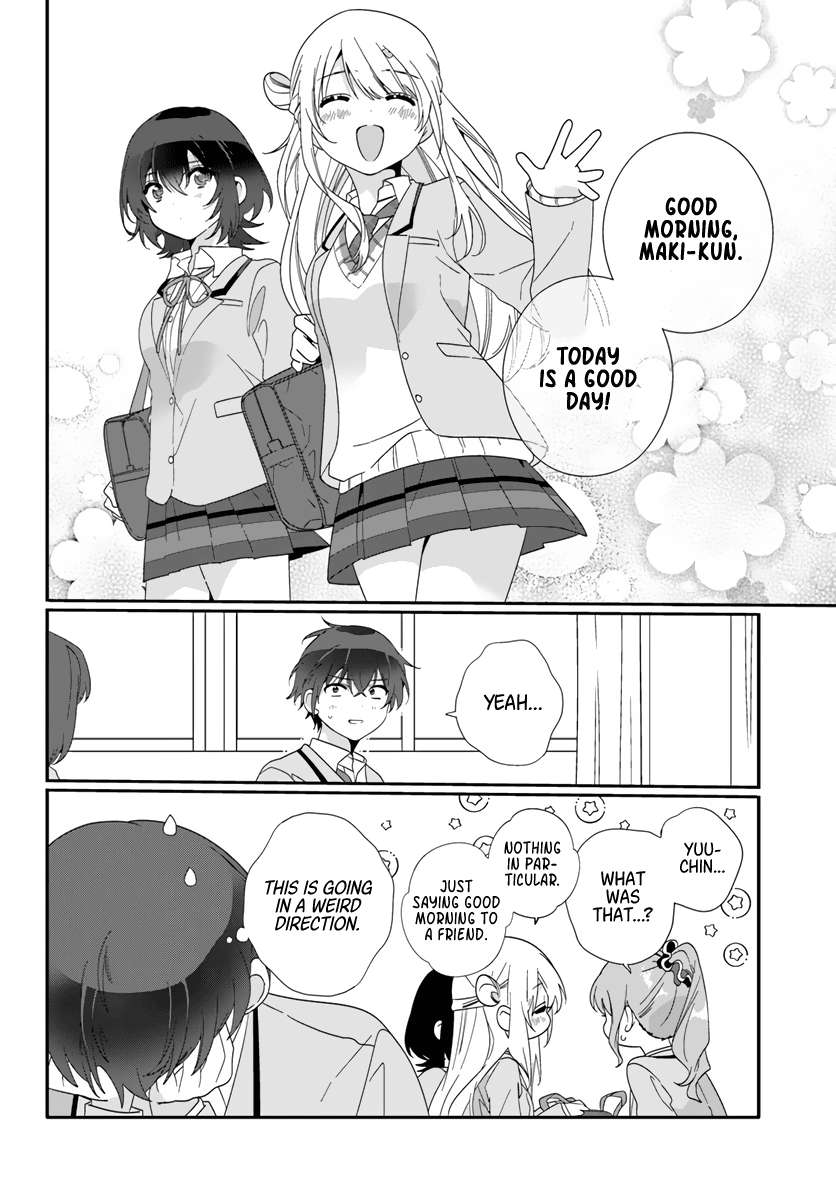 GOOD
MORNING,
MAKI-KUN.
TODAY
IS A GOOD
DAY!
YEAH...
YUU-
CHIN...
WHAT
WAS
THAT...?
NOTHING
IN PAR-
TICULAR.
JUST
SAYING GOOD
MORNING TO
A FRIEND.
THIS IS GOING
IN A WEIRD
DIRECTION.